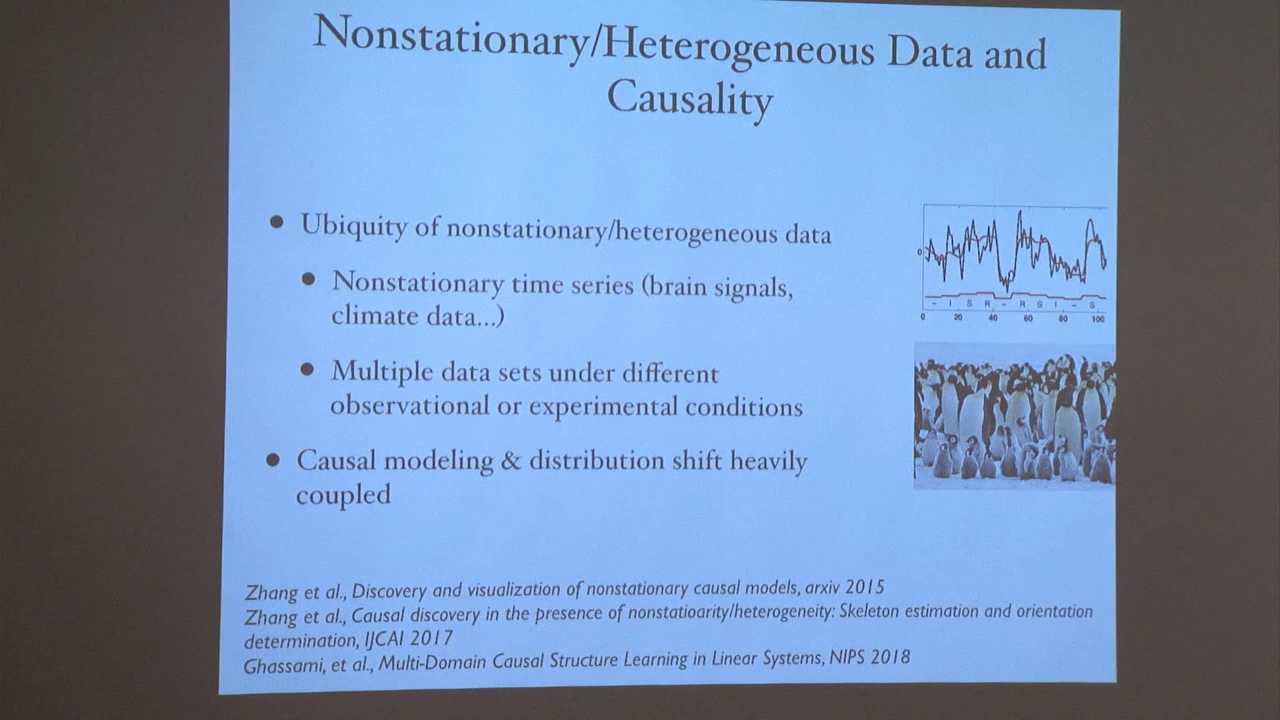 Nonstationary/Heterogeneous Data and
Causality
• Ubiquity of nonstationary/heterogeneous data
• Nonstationary time series (brain signals,
climate data...)
• Multiple data sets under different
observational or experimental conditions
• Causal modeling & distribution shift heavily
coupled
0
- I S R - R S I - S
0 20 40 60 80 100
Zhang et al., Discovery and visualization of nonstationary causal models, arxiv 2015
Zhang et al., Causal discovery in the presence of nonstatioarity/heterogeneity: Skeleton estimation and orientation
determination, IJCAI 2017
Ghassami, et al., Multi-Domain Causal Structure Learning in Linear Systems, NIPS 2018